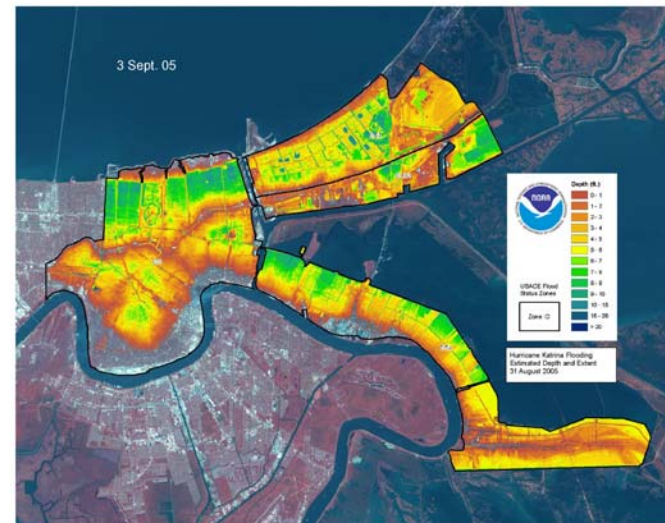 3 Sept. 05
NOAA
Depth (ft.)
0 - 1
1 - 2
2 - 3
3 - 4
4 - 5
5 - 6
6 - 7
7 - 8
8 - 9
9 - 10
10 - 15
15 - 20
> 20
USACE Flood
Status Zones
Zone ID
Hurricane Katrina Flooding
Estimated Depth and Extent
31 August 2005